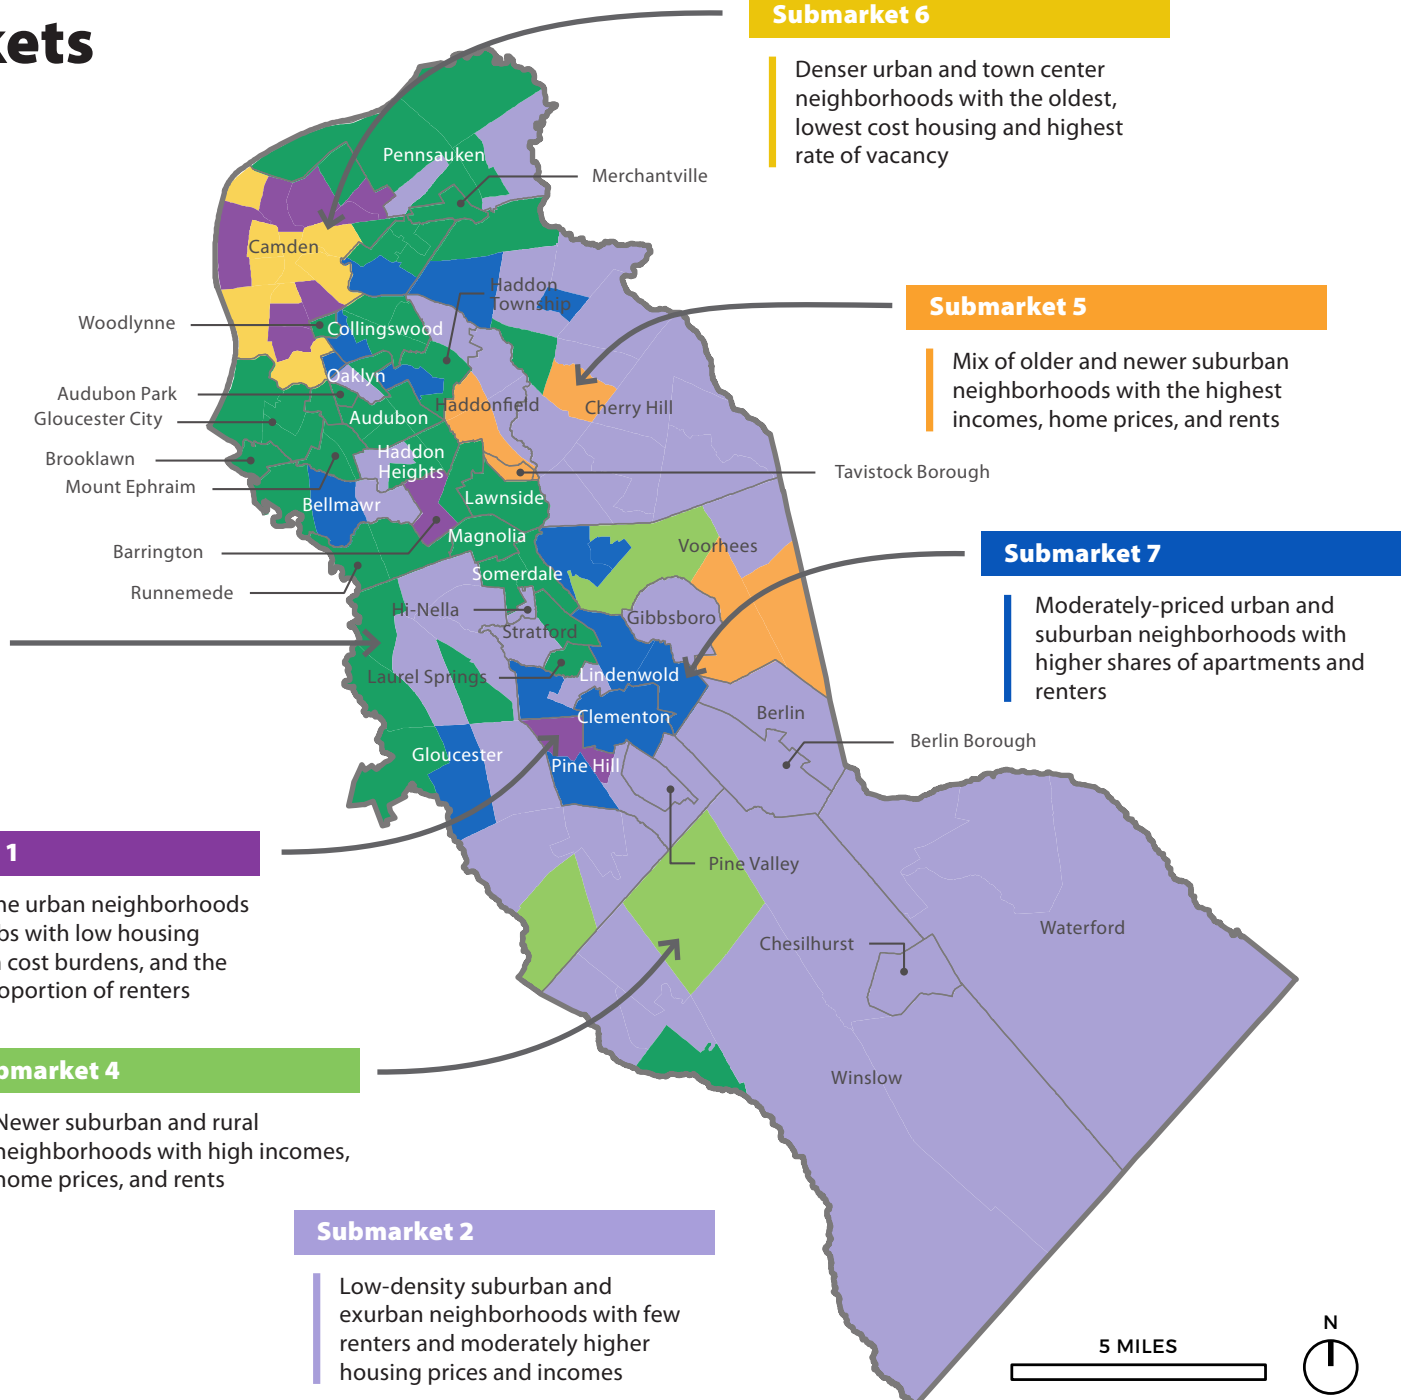 kets
Submarket 6
Denser urban and town center
neighborhoods with the oldest,
lowest cost housing and highest
rate of vacancy
Pennsauken
Merchantville
Camden
Haddon
Township
Submarket 5
Mix of older and newer suburban
neighborhoods with the highest
incomes, home prices, and rents
Woodlynne
Collingswood
Oaklyn
Audubon Park
Haddonfield
Cherry Hill
Gloucester City
Audubon
Haddon
Heights
Brooklawn
Tavistock Borough
Mount Ephraim
Lawnside
Bellmawr
Magnolia
Voorhees
Barrington
Submarket 7
Moderately-priced urban and
suburban neighborhoods with
higher shares of apartments and
renters
Somerdale
Runnemede
Hi-Nella
Gibbsboro
Stratford
Laurel Springs
Lindenwold
Clementon
Berlin
Berlin Borough
Gloucester
Pine Hill
1
ne urban neighborhoods
bs with low housing
cost burdens, and the
oportion of renters
Pine Valley
Chesilhurst
Waterford
Winslow
bmarket 4
Newer suburban and rural
neighborhoods with high incomes,
home prices, and rents
Submarket 2
Low-density suburban and
exurban neighborhoods with few
renters and moderately higher
housing prices and incomes
5 MILES
N